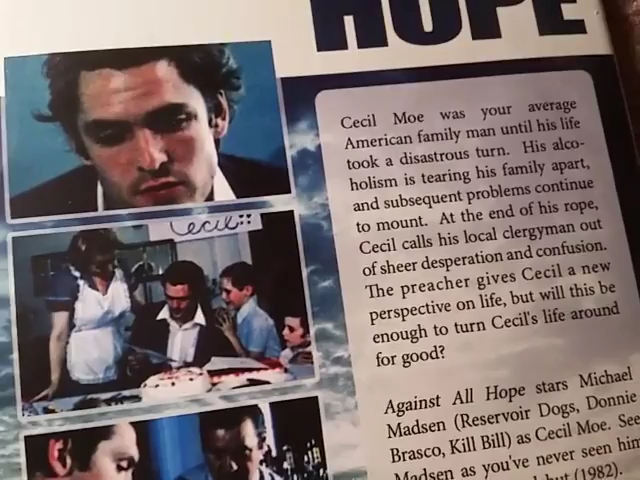 HOPE
Cecil
Cecil Moe was your average
American family man until his life
took a disastrous turn. His alco-
holism is tearing his family apart,
and subsequent problems continue
to mount. At the end of his rope,
Cecil calls his local clergyman out
of sheer desperation and confusion.
The preacher gives Cecil a new
perspective on life, but will this be
enough to turn Cecil's life around
for good?
Against All Hope stars Michael
Madsen (Reservoir Dogs, Donnie
Brasco, Kill Bill) as Cecil Moe. See
Madsen as you've never seen him
(1982).